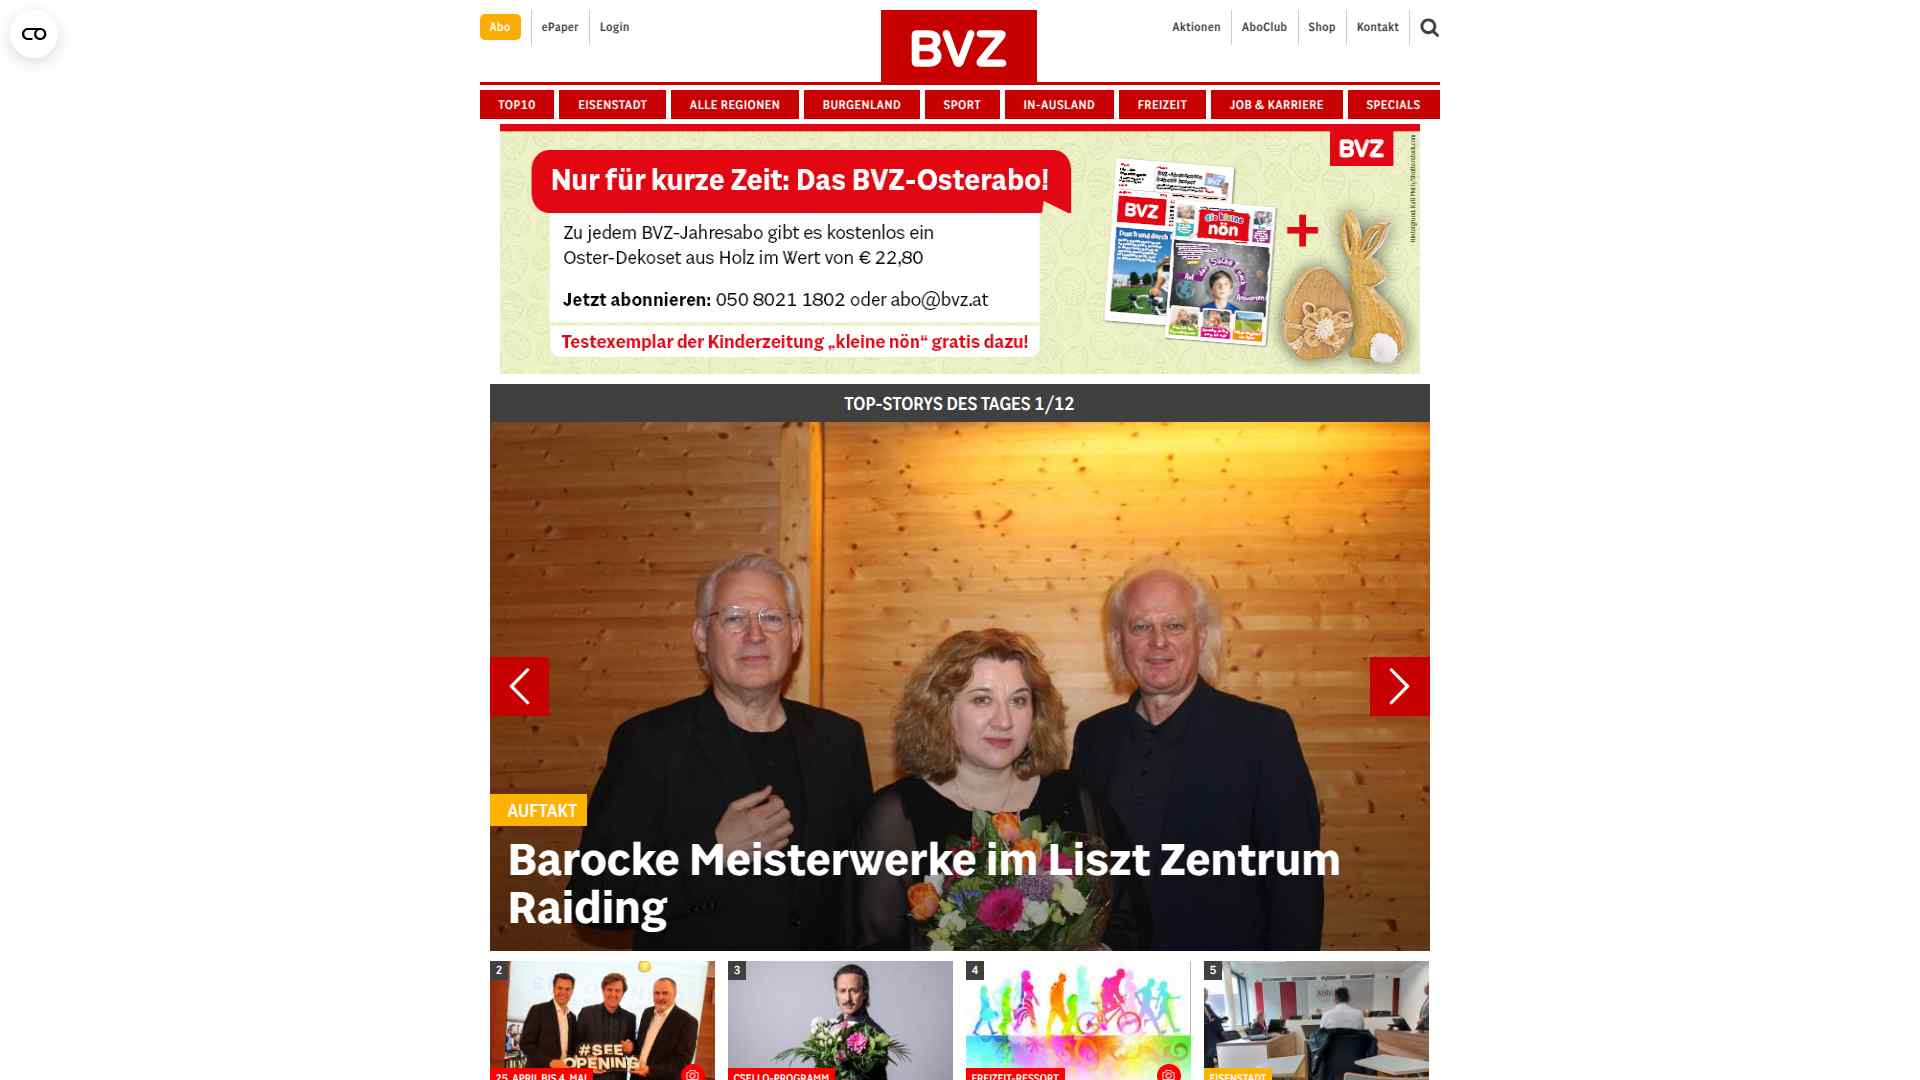 Abo
ePaper
Login
BVZ
Aktionen
AboClub
Shop
Kontakt
TOP10
EISENSTADT
ALLE REGIONEN
BURGENLAND
SPORT
IN-AUSLAND
FREIZEIT
JOB & KARRIERE
SPECIALS
BVZ
Nur für kurze Zeit: Das BVZ-Osterabo!
Zu jedem BVZ-Jahresabo gibt es kostenlos ein
Oster-Dekoset aus Holz im Wert von € 22,80
Jetzt abonnieren: 050 8021 1802 oder abo@bvz.at
Testexemplar der Kinderzeitung „kleine nön“ gratis dazu!
BVZ
die kleine
nön
+
TOP-STORYS DES TAGES 1/12
AUFTAKT
Barocke Meisterwerke im Liszt Zentrum
Raiding
2
3
4
5
#SEE
OPENING
25. APRIL BIS 4. MAI
CSELLO-PROGRAMM
FREIZEIT-RESSORT
EISENSTADT